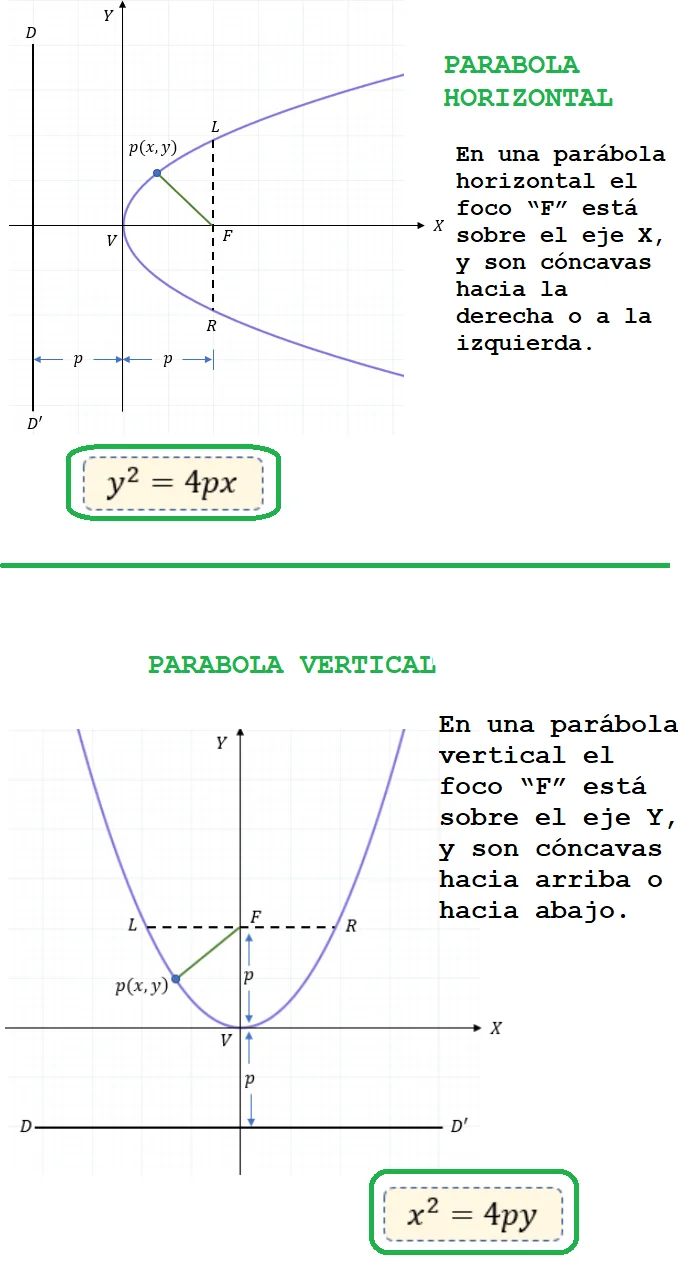 Y
D
PARABOLA
HORIZONTAL
L
p(x, y)
En una parábola
horizontal el
foco “F” está
sobre el eje X,
y son cóncavas
hacia la
derecha o a la
izquierda.
X
V
F
R
p
p
D′
y² = 4px
PARABOLA VERTICAL
En una parábola
vertical el
foco “F” está
sobre el eje Y,
y son cóncavas
hacia arriba o
hacia abajo.
Y
L
F
R
p(x, y)
p
X
V
p
D
D′
x² = 4py